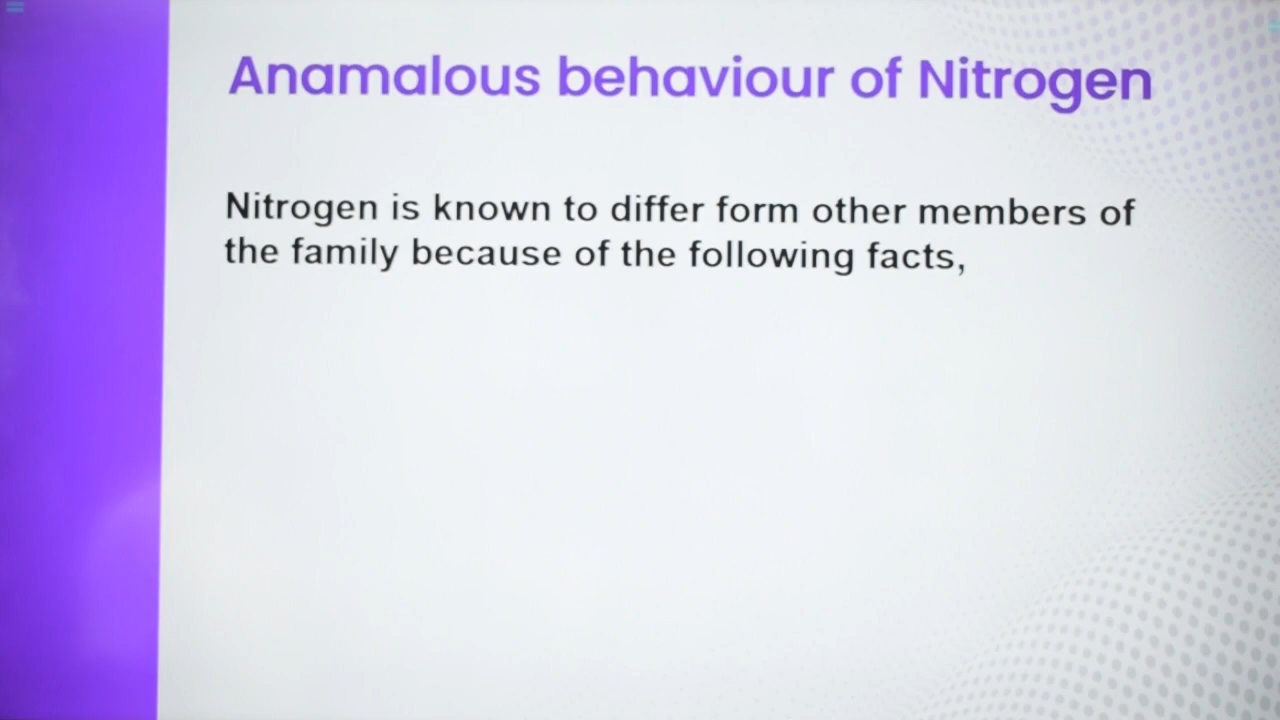 Anamalous behaviour of Nitrogen
Nitrogen is known to differ form other members of
the family because of the following facts,